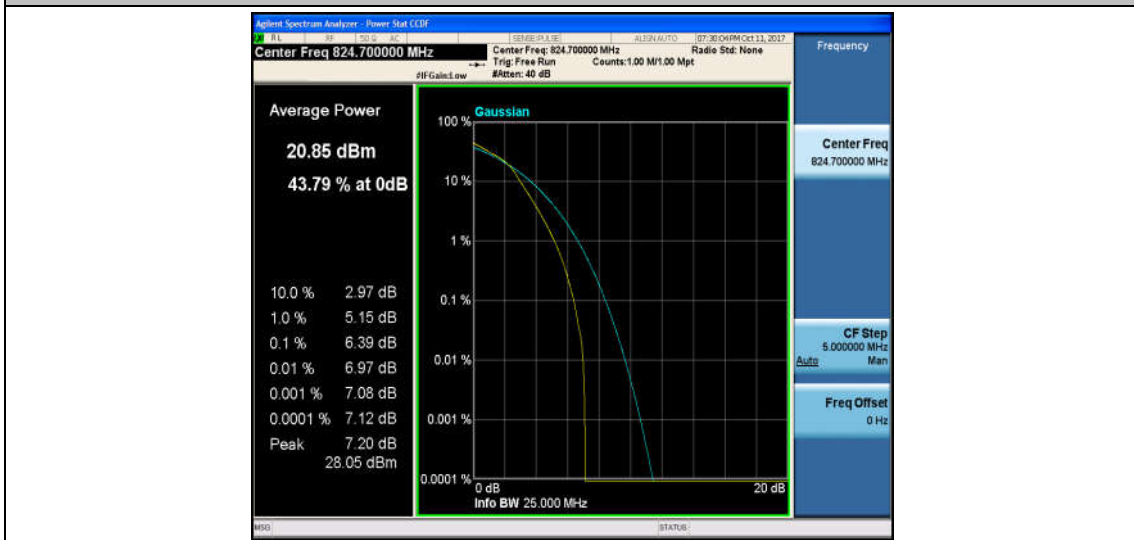 Agilent Spectrum Analyzer - Power Stat CCDF
RL RF 50 Ω AC SENSE:PULSE ALIGN AUTO 07:38:04 PM Oct 11, 2017
Center Freq 824.700000 MHz
Center Freq: 824.700000 MHz Radio Std: None
Trig: Free Run Counts:1.00 M/1.00 Mpt
#IFGain:Low #Atten: 40 dB
Frequency
Average Power
20.85 dBm
43.79 % at 0dB
10.0 % 2.97 dB
1.0 % 5.15 dB
0.1 % 6.39 dB
0.01 % 6.97 dB
0.001 % 7.08 dB
0.0001 % 7.12 dB
Peak 7.20 dB
28.05 dBm
Gaussian
100 %
10 %
1 %
0.1 %
0.01 %
0.001 %
0.0001 %
0 dB 20 dB
Info BW 25.000 MHz
Center Freq
824.700000 MHz
CF Step
5.000000 MHz
Auto Man
Freq Offset
0 Hz
MSG STATUS